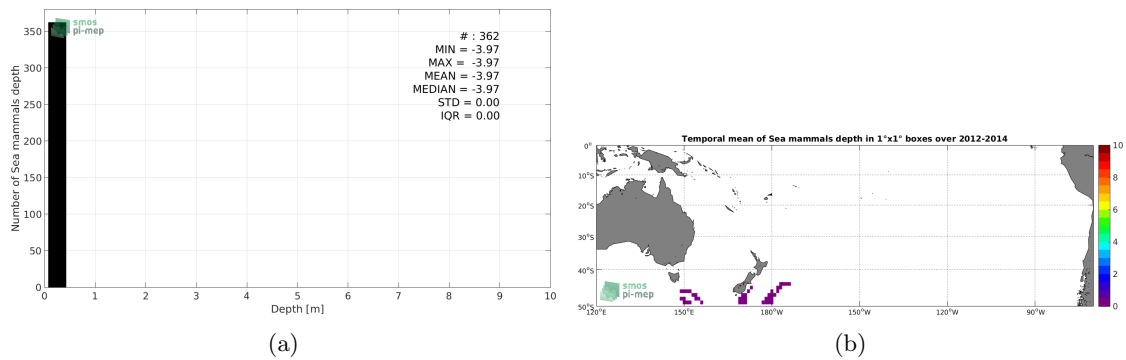 smos
pi-mep
# : 362
MIN = -3.97
MAX = -3.97
MEAN = -3.97
MEDIAN = -3.97
STD = 0.00
IQR = 0.00
Number of Sea mammals depth
350
300
250
200
150
100
50
0
0 1 2 3 4 5 6 7 8 9 10
Depth [m]
(a)
Temporal mean of Sea mammals depth in 1°x1° boxes over 2012-2014
0°
10°S
20°S
30°S
40°S
50°S
120°E 150°E 180°W 150°W 120°W 90°W
10
8
6
4
2
0
smos
pi-mep
(b)